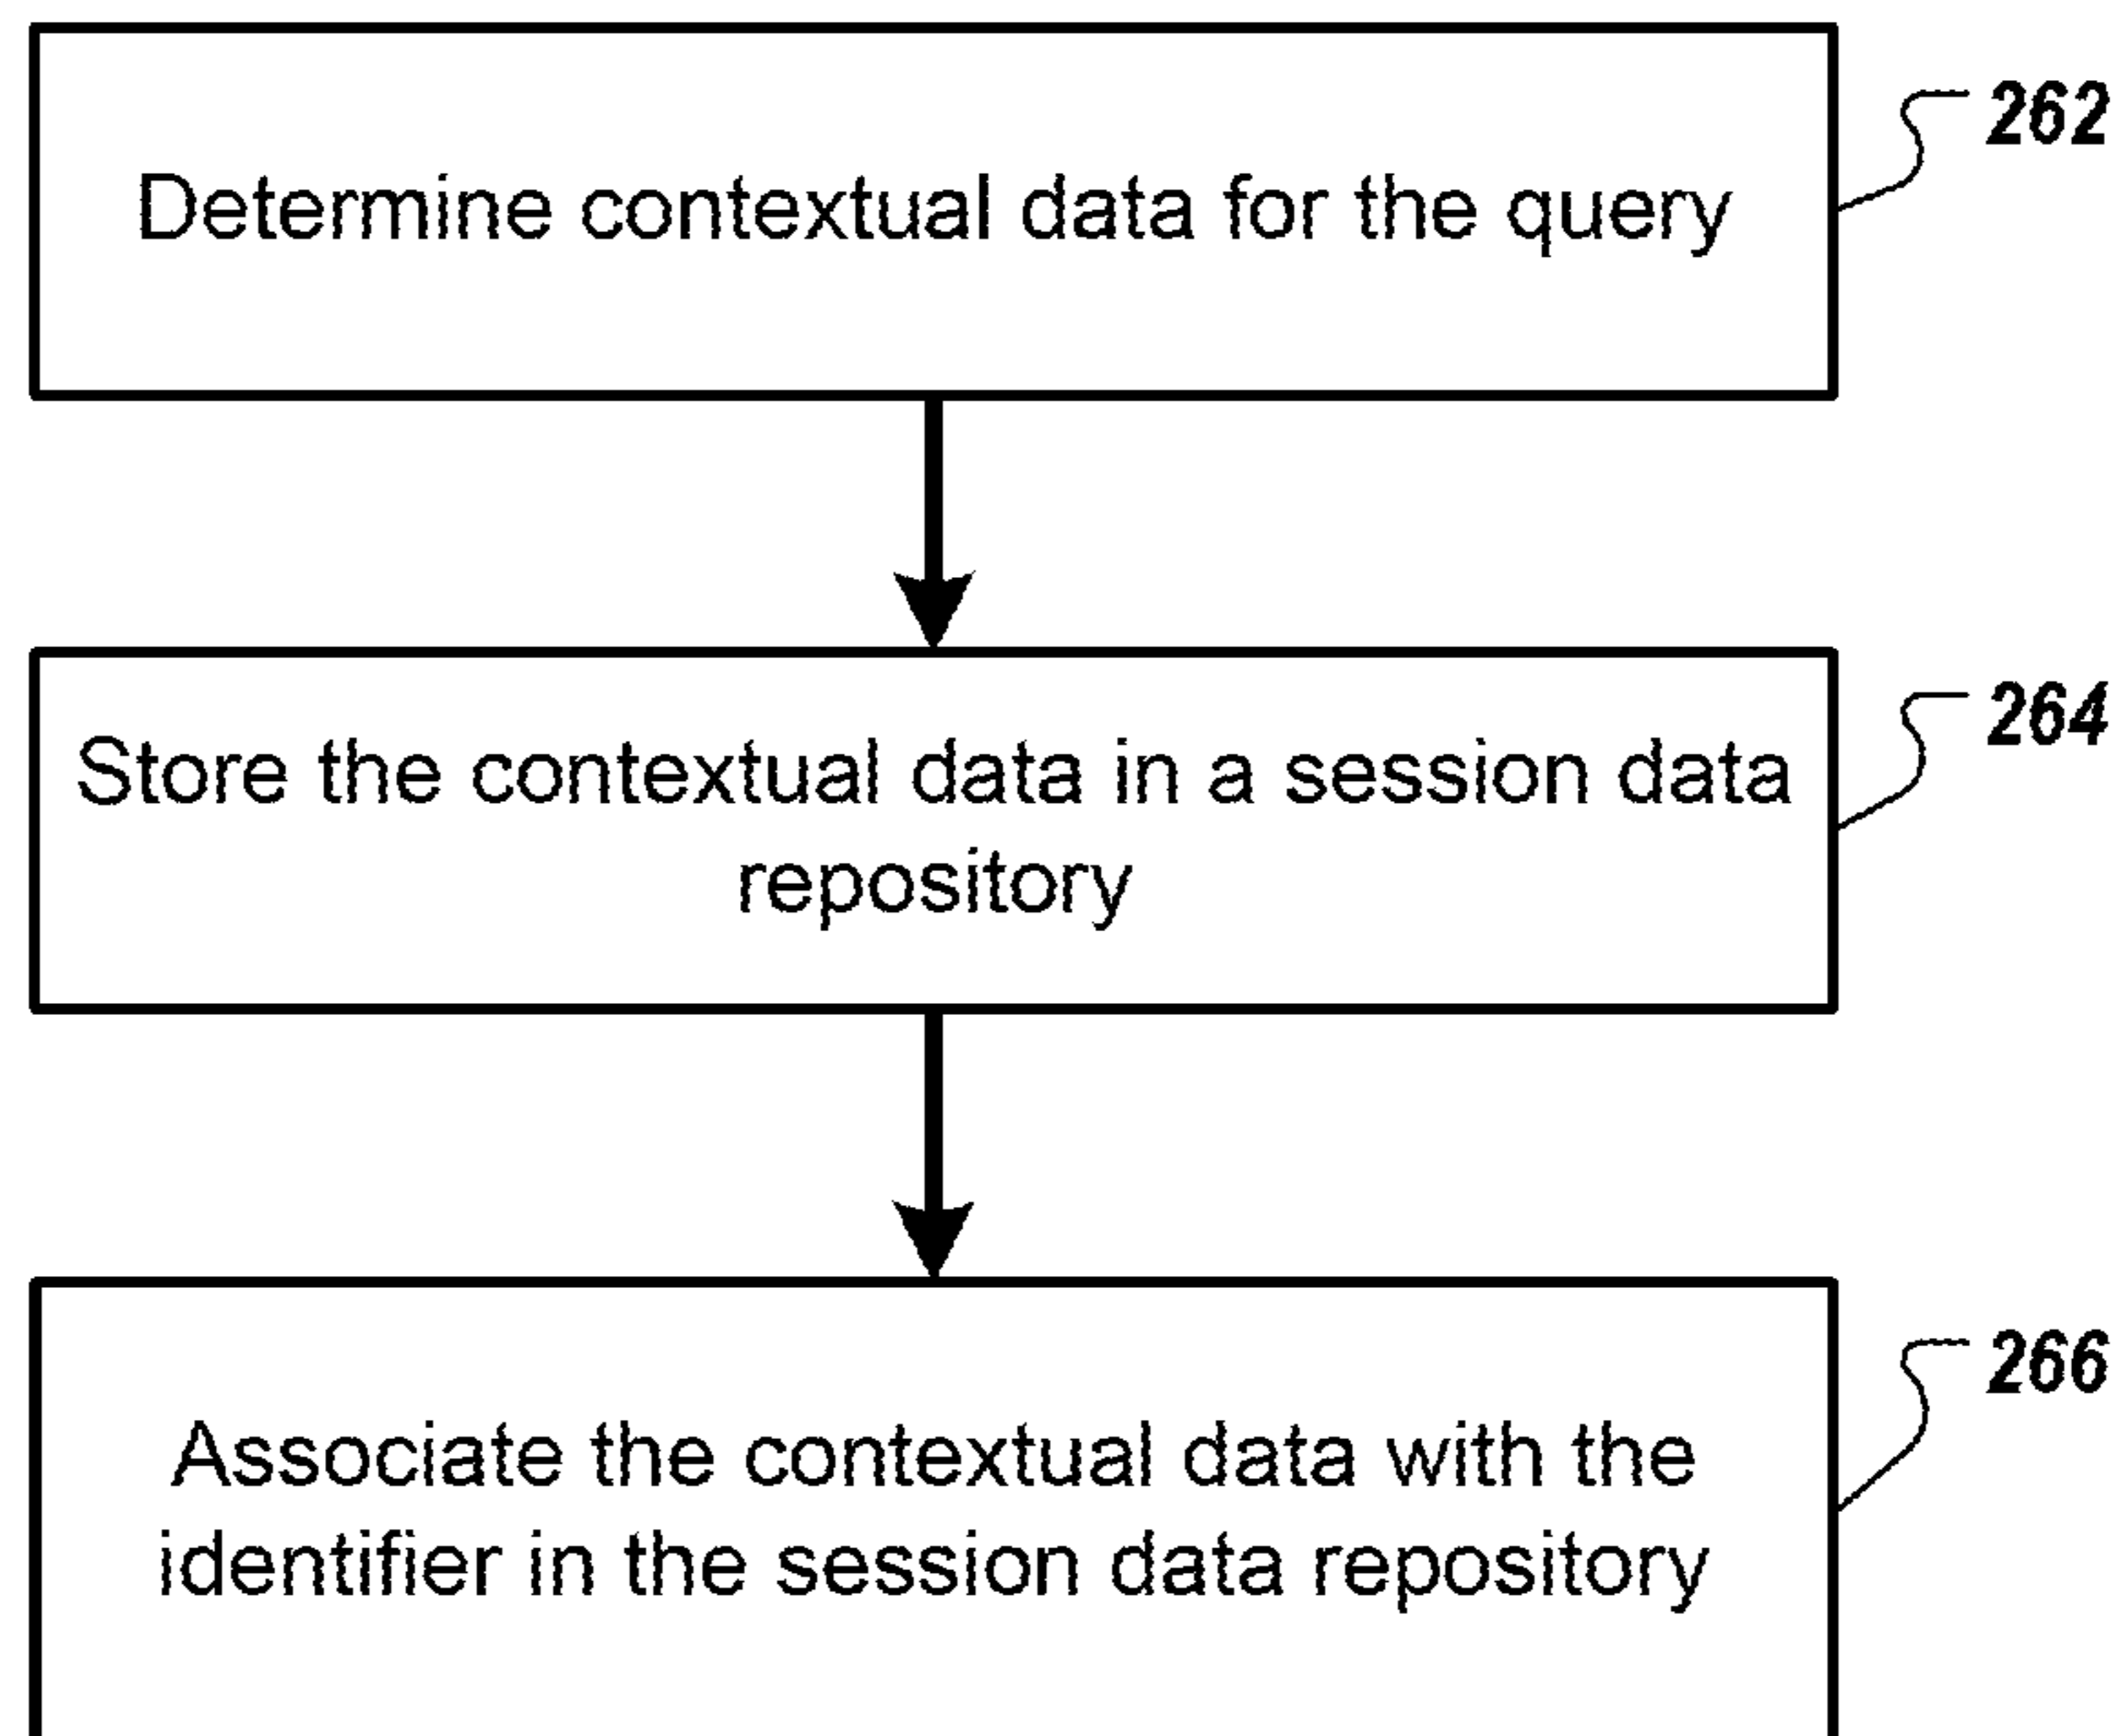 262
Determine contextual data for the query
264
Store the contextual data in a session data
repository
266
Associate the contextual data with the
identifier in the session data repository